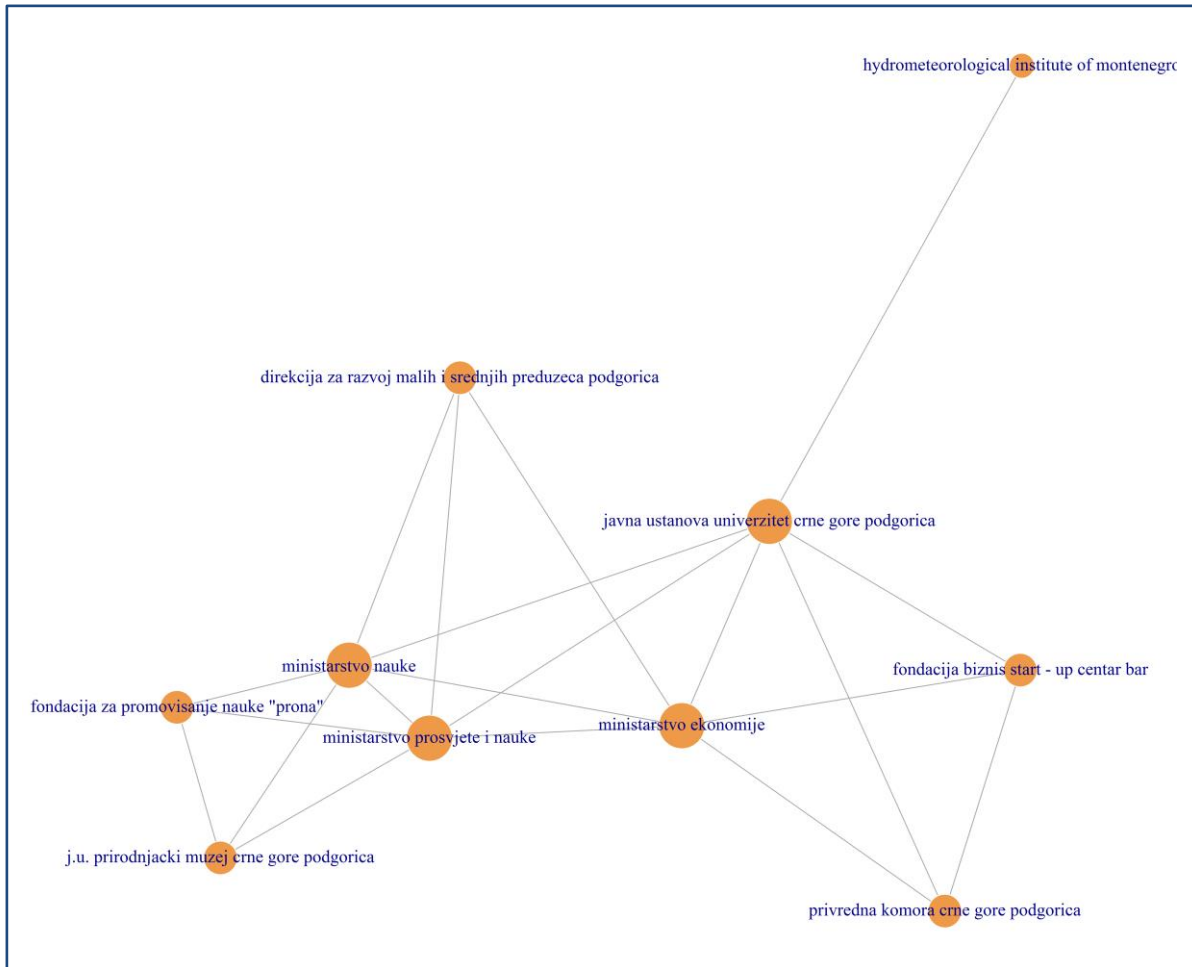 hydrometeorological institute of montenegro
direkcija za razvoj malih i srednjih preduzeca podgorica
javna ustanova univerzitet crne gore podgorica
ministarstvo nauke
fondacija biznis start - up centar bar
fondacija za promovisanje nauke "prona"
ministarstvo ekonomije
ministarstvo prosvjete i nauke
j.u. prirodnjacki muzej crne gore podgorica
privredna komora crne gore podgorica